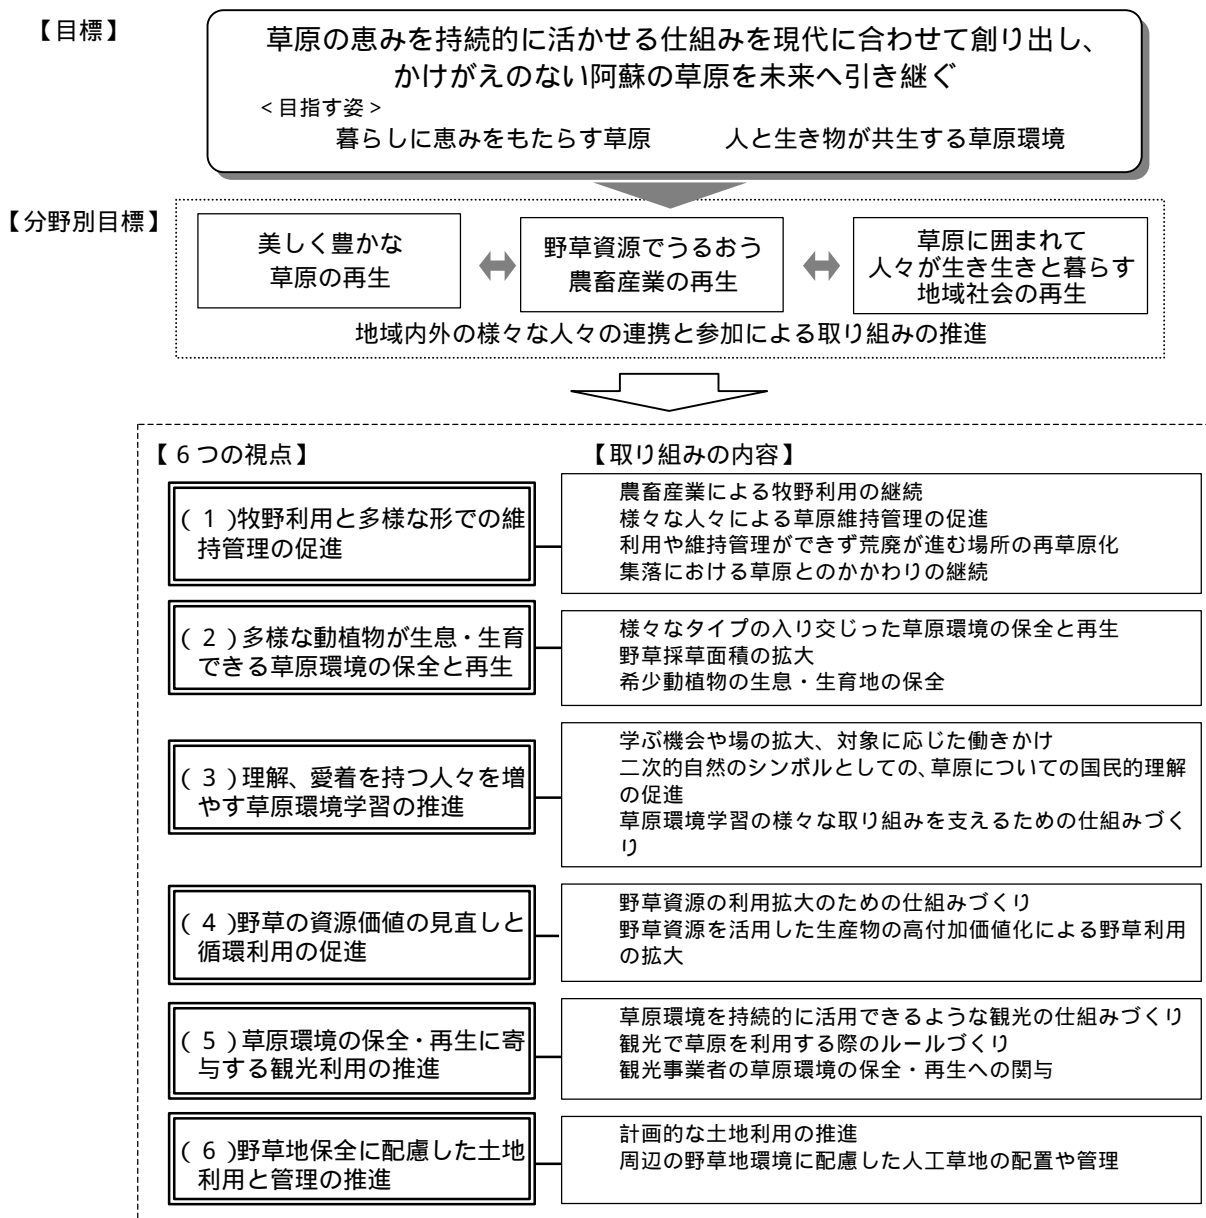 【目標】
草原の恵みを持続的に活かせる仕組みを現代に合わせて創り出し、
かけがえのない阿蘇の草原を未来へ引き継ぐ
<目指す姿>
暮らしに恵みをもたらす草原　　人と生き物が共生する草原環境
【分野別目標】
美しく豊かな
草原の再生
野草資源でうるおう
農畜産業の再生
草原に囲まれて
人々が生き生きと暮らす
地域社会の再生
地域内外の様々な人々の連携と参加による取り組みの推進
【6つの視点】
【取り組みの内容】
(1)牧野利用と多様な形での維
持管理の促進
農畜産業による牧野利用の継続
様々な人々による草原維持管理の促進
利用や維持管理ができず荒廃が進む場所の再草原化
集落における草原とのかかわりの継続
(2)多様な動植物が生息・生育
できる草原環境の保全と再生
様々なタイプの入り交じった草原環境の保全と再生
野草採草面積の拡大
希少動植物の生息・生育地の保全
(3)理解、愛着を持つ人々を増
やす草原環境学習の推進
学ぶ機会や場の拡大、対象に応じた働きかけ
二次的自然のシンボルとしての、草原についての国民的理解
の促進
草原環境学習の様々な取り組みを支えるための仕組みづく
り
(4)野草の資源価値の見直しと
循環利用の促進
野草資源の利用拡大のための仕組みづくり
野草資源を活用した生産物の高付加価値化による野草利用
の拡大
(5)草原環境の保全・再生に寄
与する観光利用の推進
草原環境を持続的に活用できるような観光の仕組みづくり
観光で草原を利用する際のルールづくり
観光事業者の草原環境の保全・再生への関与
(6)野草地保全に配慮した土地
利用と管理の推進
計画的な土地利用の推進
周辺の野草地環境に配慮した人工草地の配置や管理